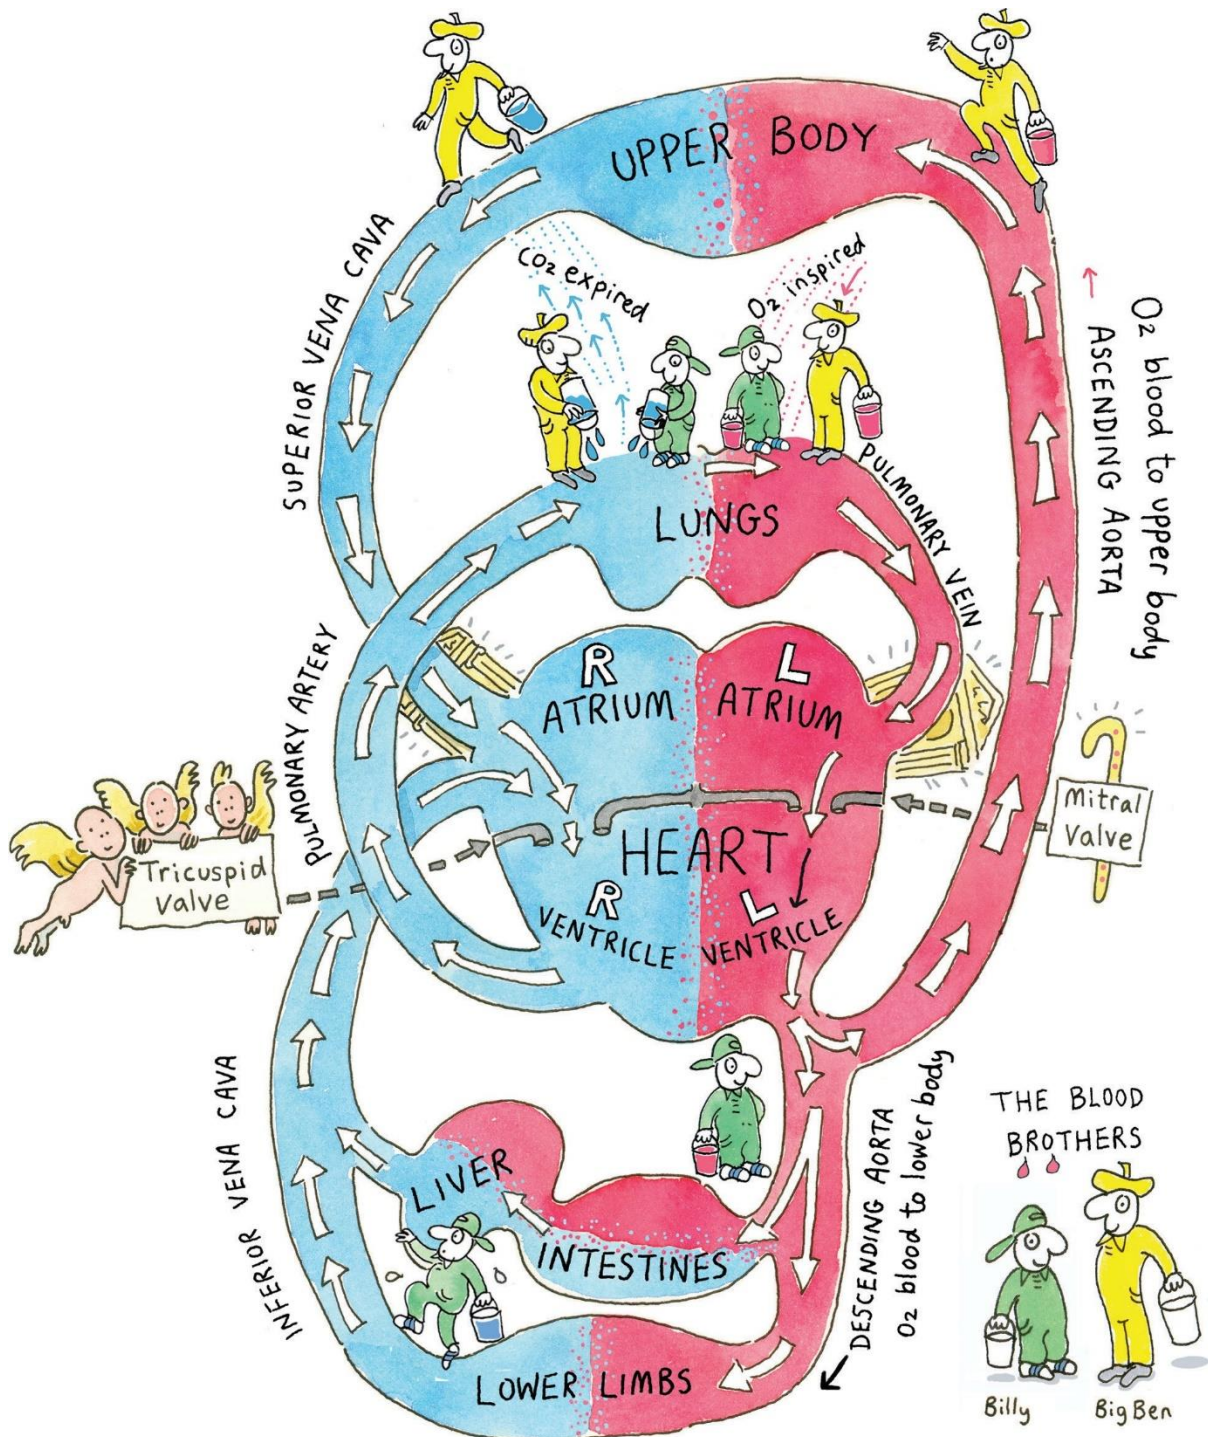 UPPER BODY
SUPERIOR VENA CAVA
CO2 expired
O2 inspired
O2 blood to upper body
ASCENDING AORTA
LUNGS
PULMONARY VEIN
PULMONARY ARTERY
R
ATRIUM
L
ATRIUM
Tricuspid
Valve
Mitral
Valve
HEART
R
VENTRICLE
L
VENTRICLE
INFERIOR VENA CAVA
LIVER
INTESTINES
DESCENDING AORTA
O2 blood to lower body
LOWER LIMBS
THE BLOOD
BROTHERS
Billy
Big Ben